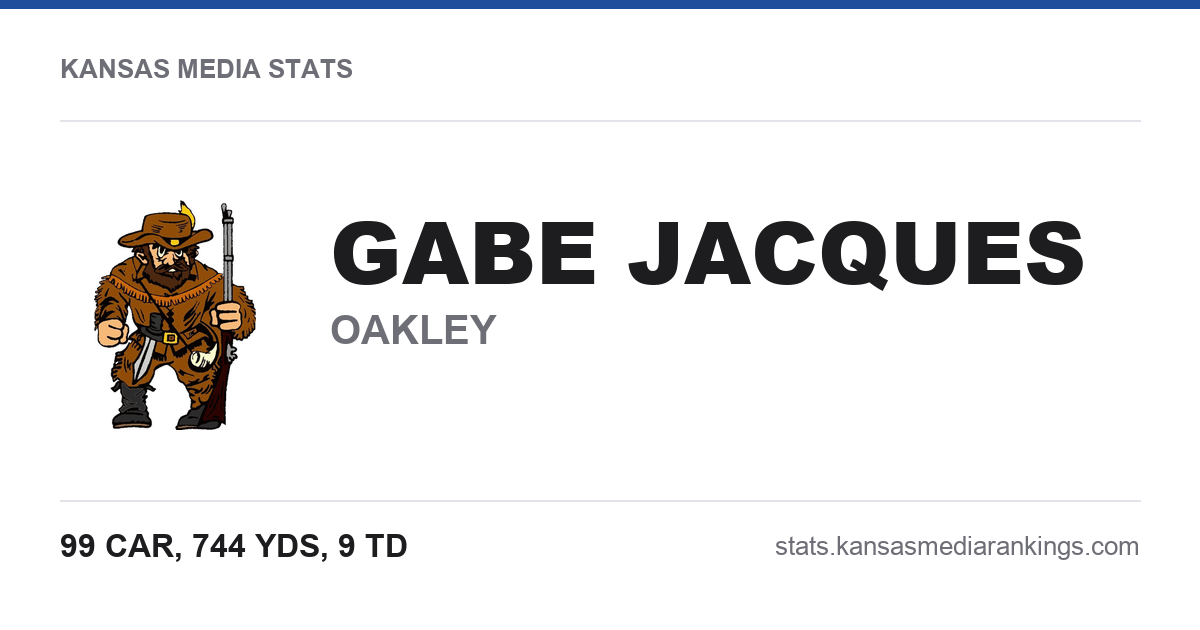 KANSAS MEDIA STATS
GABE JACQUES
OAKLEY
99 CAR, 744 YDS, 9 TD
stats.kansasmediarankings.com